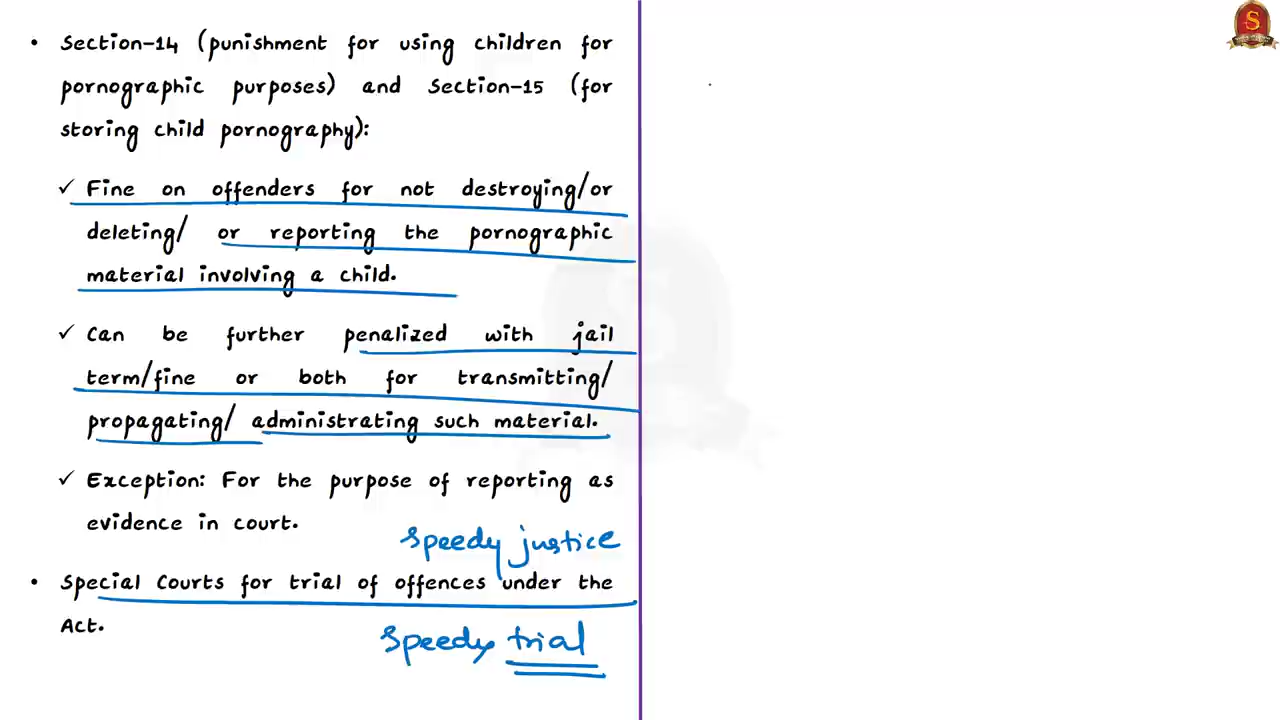 • Section-14 (punishment for using children for
pornographic purposes) and Section-15 (for
storing child pornography):
✓ Fine on offenders for not destroying/or
deleting/ or reporting the pornographic
material involving a child.
✓ Can be further penalized with jail
term/fine or both for transmitting/
propagating/ administrating such material.
✓ Exception: For the purpose of reporting as
evidence in court.
Speedy justice
• Special Courts for trial of offences under the
Act.
Speedy trial
S